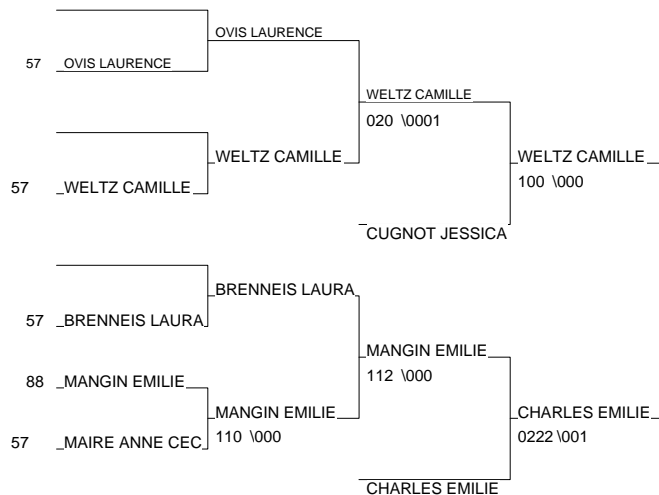 OVIS LAURENCE
57 OVIS LAURENCE
WELTZ CAMILLE
020 \0001
WELTZ CAMILLE
WELTZ CAMILLE
100 \000
57 WELTZ CAMILLE
CUGNOT JESSICA
BRENNEIS LAURA
57 BRENNEIS LAURA
MANGIN EMILIE
112 \000
88 MANGIN EMILIE
MANGIN EMILIE
110 \000
CHARLES EMILIE
0222 \001
57 MAIRE ANNE CEC
CHARLES EMILIE